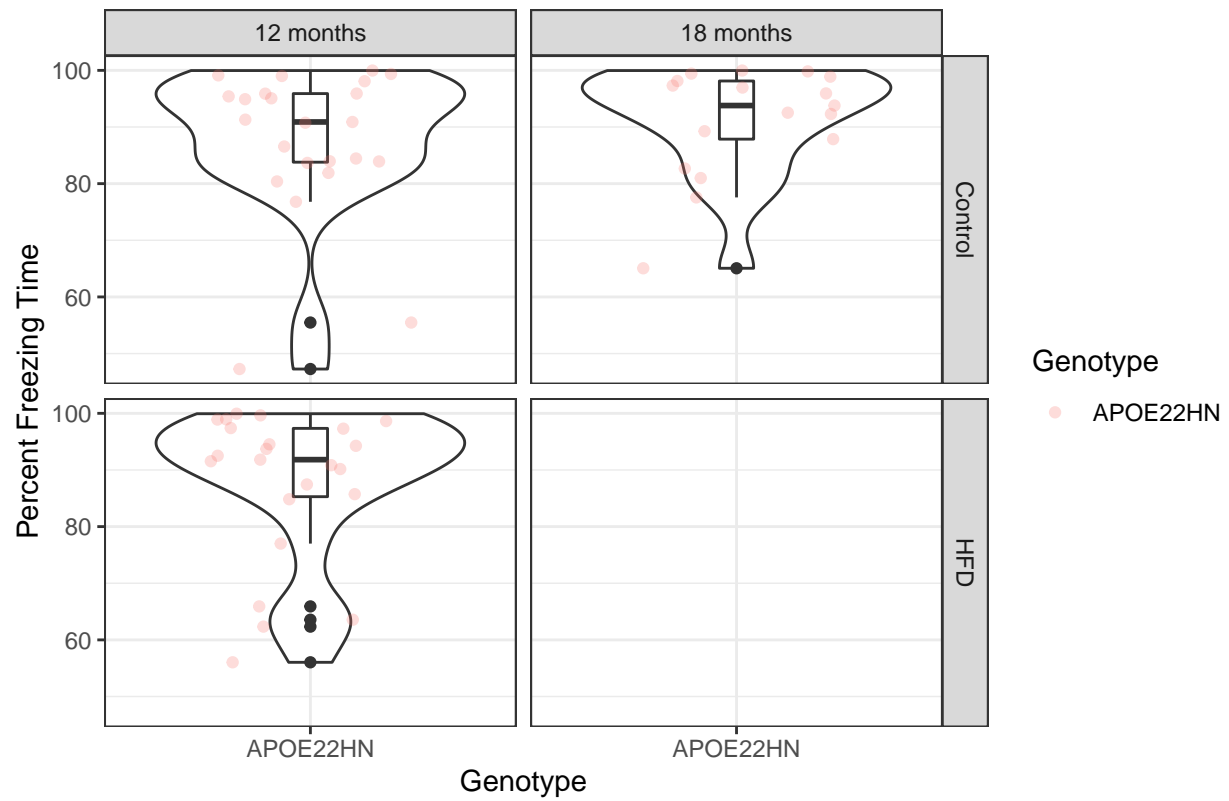 12 months
18 months
100
80
60
Control
100
80
60
HFD
Percent Freezing Time
APOE22HN
APOE22HN
Genotype
Genotype
APOE22HN